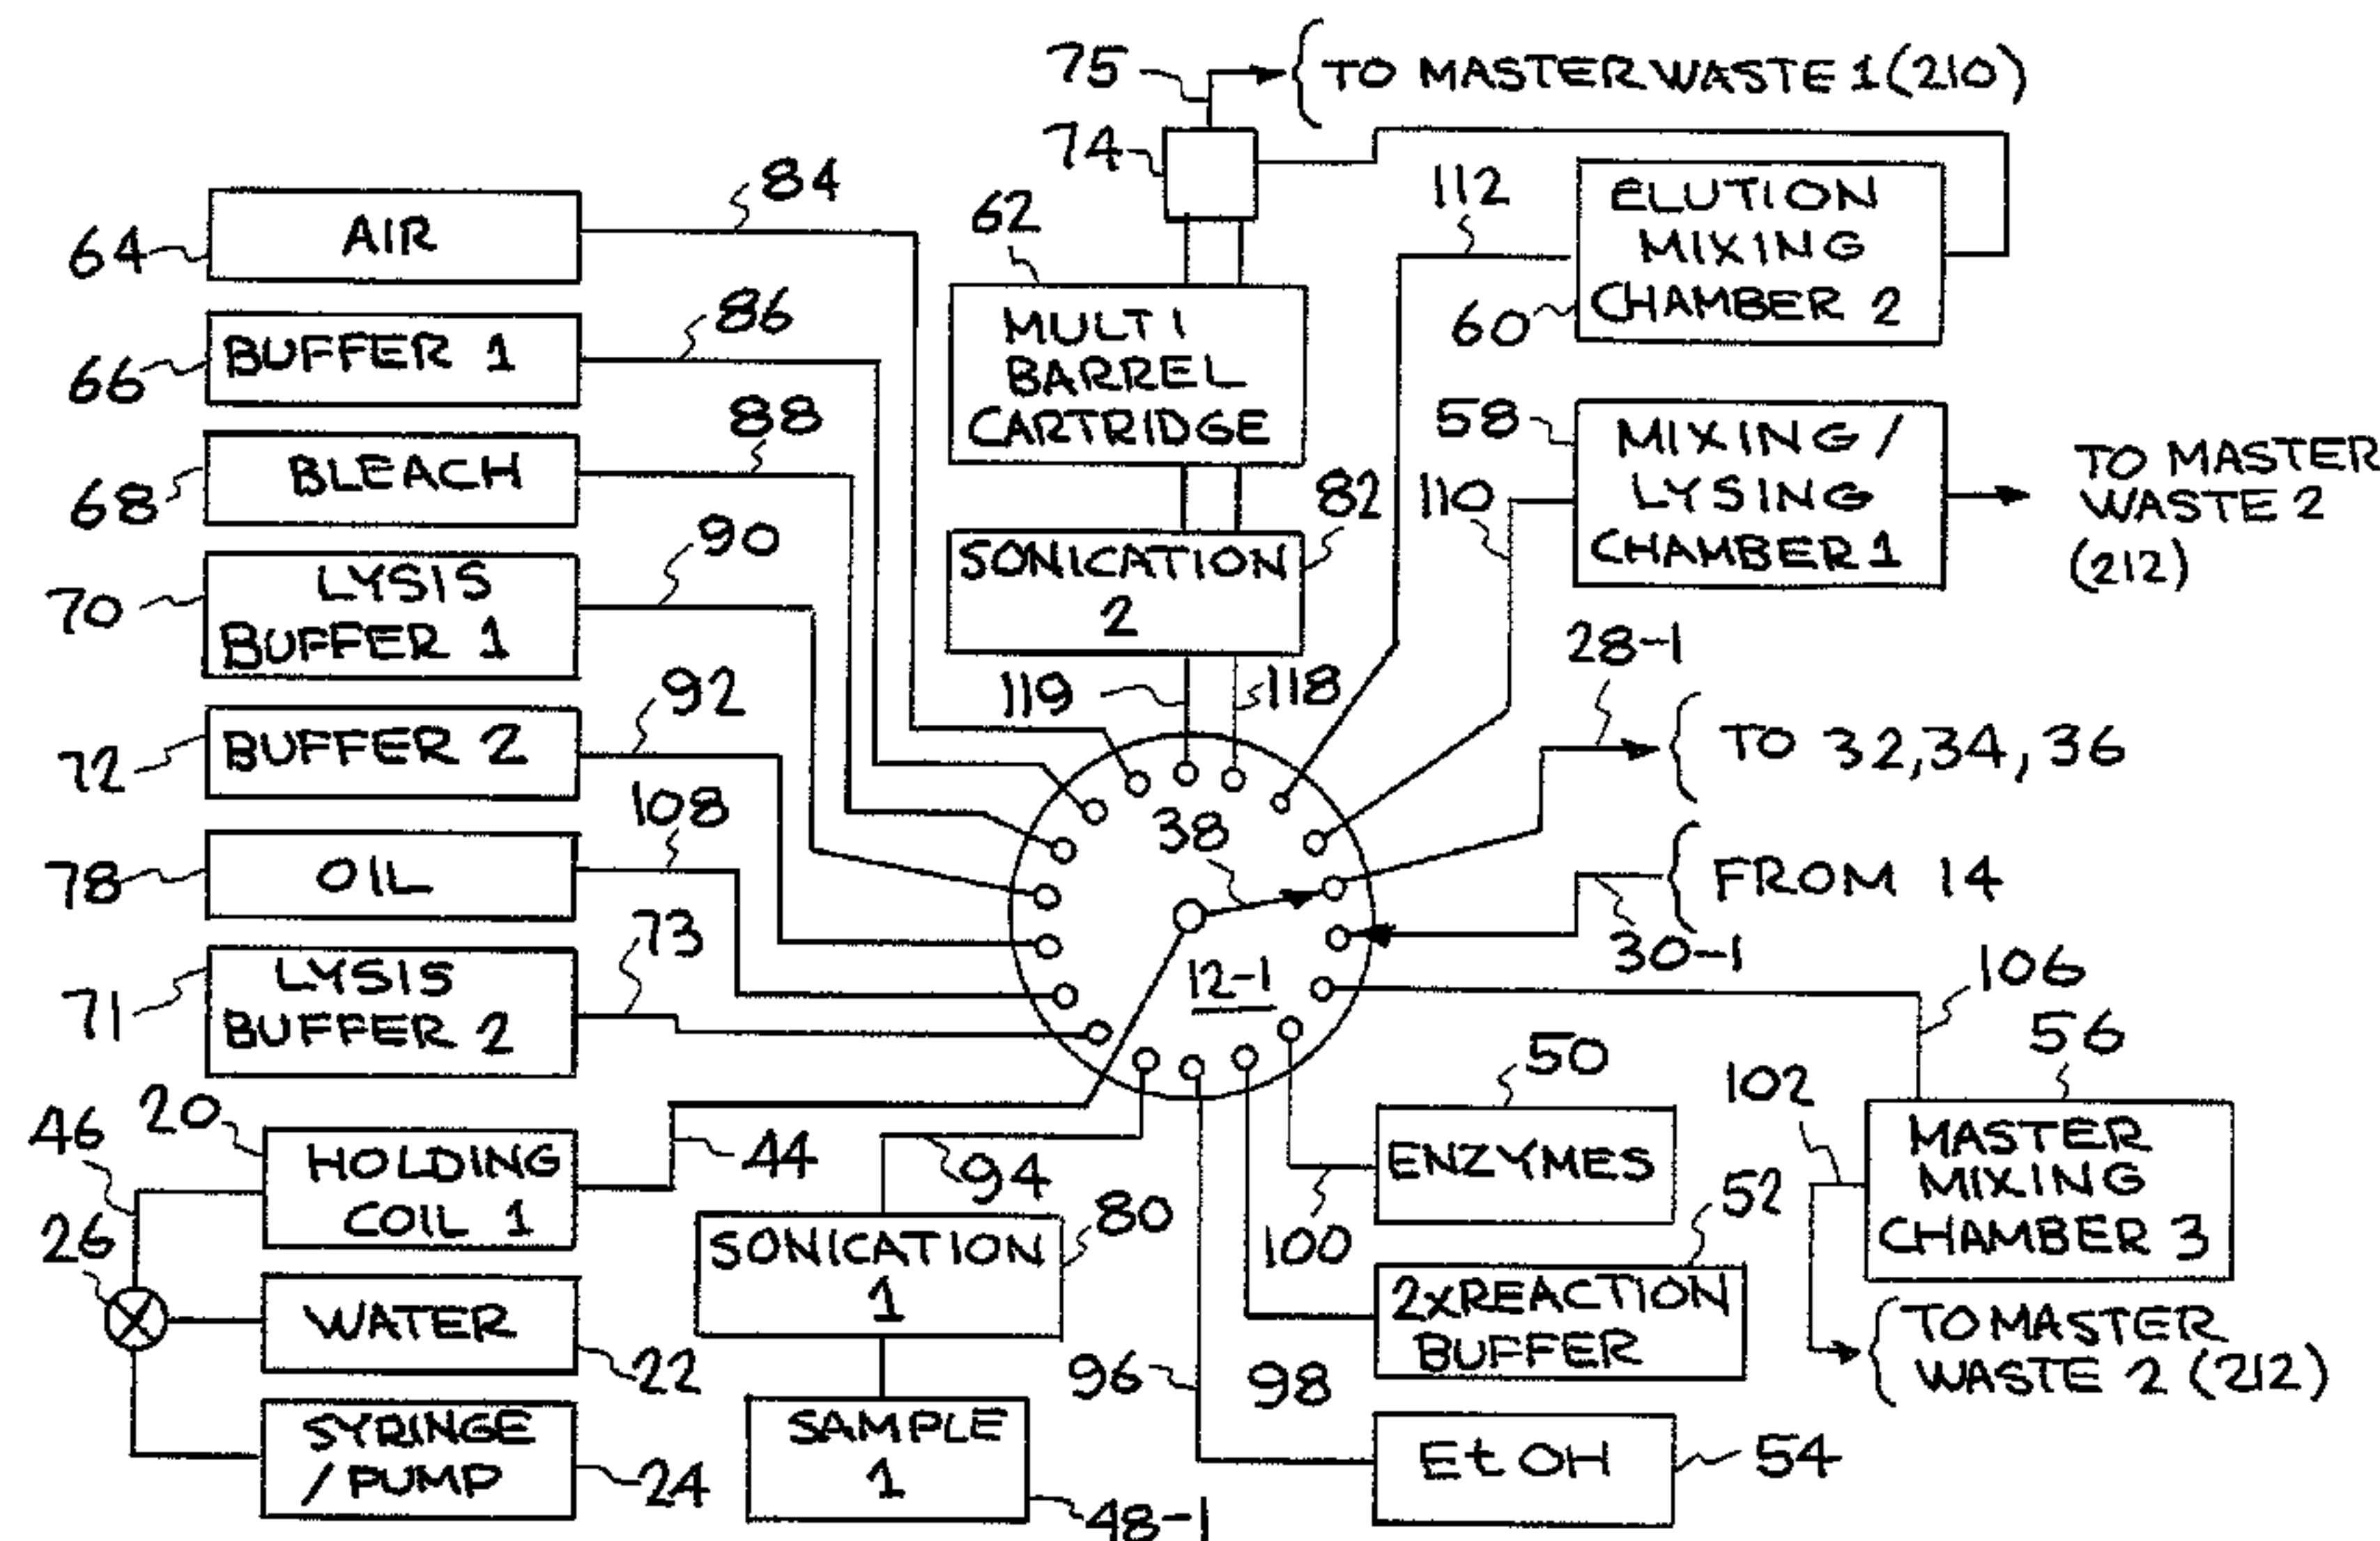 75
TO MASTER WASTE 1 (210)
74
84
62
112
ELUTION
MIXING
CHAMBER 2
60
64
AIR
86
MULTI
BARREL
CARTRIDGE
66
BUFFER 1
88
58
MIXING /
LYSING
CHAMBER 1
TO MASTER
WASTE 2
(212)
68
BLEACH
82
110
90
SONICATION
2
70
LYSIS
BUFFER 1
28-1
92
119
118
72
BUFFER 2
TO 32, 34, 36
108
38
78
OIL
FROM 14
73
30-1
12-1
106
71
LYSIS
BUFFER 2
56
50
102
46
20
HOLDING
COIL 1
44
94
ENZYMES
MASTER
MIXING
CHAMBER 3
52
26
80
100
SONICATION
1
WATER
22
2xREACTION
BUFFER
TO MASTER
WASTE 2 (212)
96
98
SYRINGE
/ PUMP
24
SAMPLE
1
48-1
EtOH
54